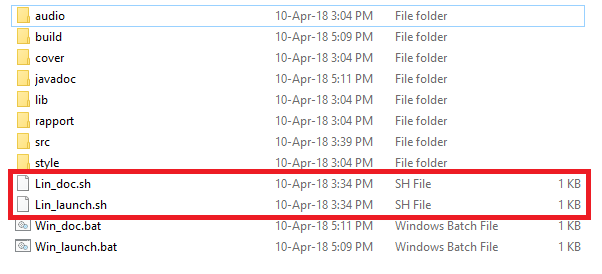 audio 10-Apr-18 3:04 PM File folder
build 10-Apr-18 5:09 PM File folder
cover 10-Apr-18 3:04 PM File folder
javadoc 10-Apr-18 5:11 PM File folder
lib 10-Apr-18 3:04 PM File folder
rapport 10-Apr-18 3:04 PM File folder
src 10-Apr-18 3:39 PM File folder
style 10-Apr-18 3:04 PM File folder
Lin_doc.sh 10-Apr-18 3:34 PM SH File 1 KB
Lin_launch.sh 10-Apr-18 3:34 PM SH File 1 KB
Win_doc.bat 10-Apr-18 5:11 PM Windows Batch File 1 KB
Win_launch.bat 10-Apr-18 5:09 PM Windows Batch File 1 KB